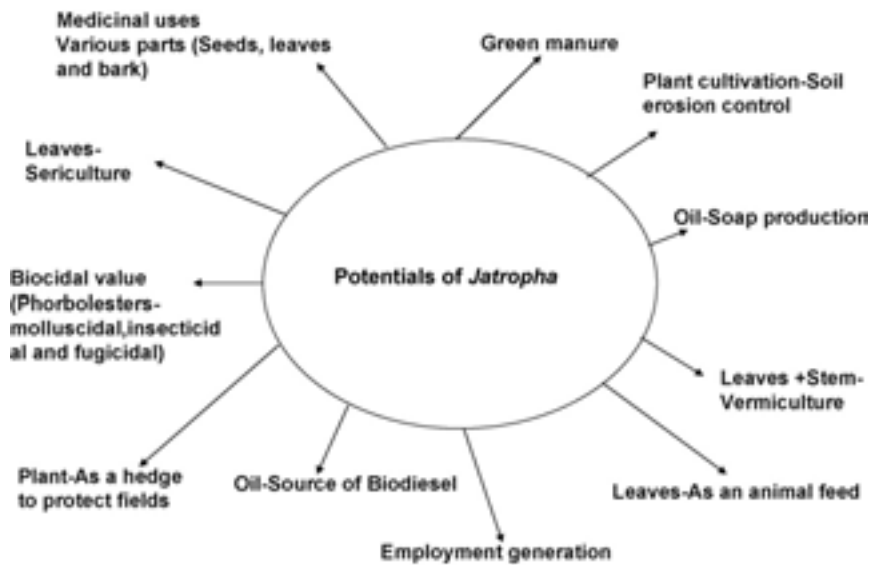 Medicinal uses
Various parts (Seeds, leaves
and bark)
Green manure
Plant cultivation-Soil
erosion control
Leaves-
Sericulture
Oil-Soap production
Potentials of Jatropha
Biocidal value
(Phorbolesters-
molluscidal,insecticid
al and fugicidal)
Leaves +Stem-
Vermiculture
Plant-As a hedge
to protect fields
Oil-Source of Biodiesel
Leaves-As an animal feed
Employment generation